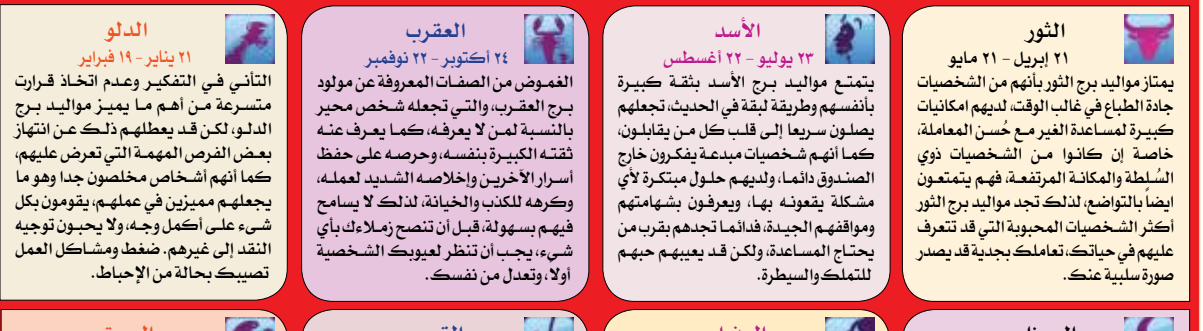 الثور
٢١ إبريل - ٢١ مايو
يمتاز مواليد برج الثور بأنهم من الشخصيات
جادة الطباع في غالب الوقت، لديهم امكانيات
كبيرة لمساعدة الغير مع حُسن المعاملة،
خاصة إن كانوا من الشخصيات ذوي
السُلطة والمكانة المرتفعة، فهم يتمتعون
ايضاً بالتواضع، لذلك تجد مواليد برج الثور
أكثر الشخصيات المحبوبة التي قد تتعرف
عليهم في حياتك، تعاملك بجدية قد يصدر
صورة سلبية عنك.
الأسد
٢٣ يوليو - ٢٢ أغسطس
يتمتع مواليد برج الأسد بثقة كبيرة
بأنفسهم وطريقة لبقة في الحديث، تجعلهم
يصلون سريعا إلى قلب كل من يقابلون،
كما أنهم شخصيات مبدعة يفكرون خارج
الصندوق دائما، ولديهم حلول مبتكرة لأي
مشكلة يقعونه بها، ويعرفون بشهامتهم
ومواقفهم الجيدة، فدائما تجدهم بقرب من
يحتاج المساعدة، ولكن قد يعيبهم حبهم
للتملك والسيطرة.
العقرب
٢٤ أكتوبر - ٢٢ نوفمبر
الغموض من الصفات المعروفة عن مولود
برج العقرب، والتي تجعله شخص محير
بالنسبة لمن لا يعرفه، كما يعرف عنه
ثقته الكبيرة بنفسه، وحرصه على حفظ
أسرار الآخرين وإخلاصه الشديد لعمله،
وكرهه للكذب والخيانة، لذلك لا يسامح
فيهم بسهولة، قبل أن تنصح زملاءك بأي
شيء، يجب أن تنظر لعيوبك الشخصية
أولا، وتعدل من نفسك.
الدلو
٢١ يناير - ١٩ فبراير
التأني في التفكير وعدم اتخاذ قرارت
متسرعة من أهم ما يميز مواليد برج
الدلو، لكن قد يعطلهم ذلك عن انتهاز
بعض الفرص المهمة التي تعرض عليهم،
كما أنهم أشخاص مخلصون جدا وهو ما
يجعلهم مميزين في عملهم، يقومون بكل
شيء على أكمل وجه، ولا يحبون توجيه
النقد إلى غيرهم. ضغط ومشاكل العمل
تصيبك بحالة من الإحباط.